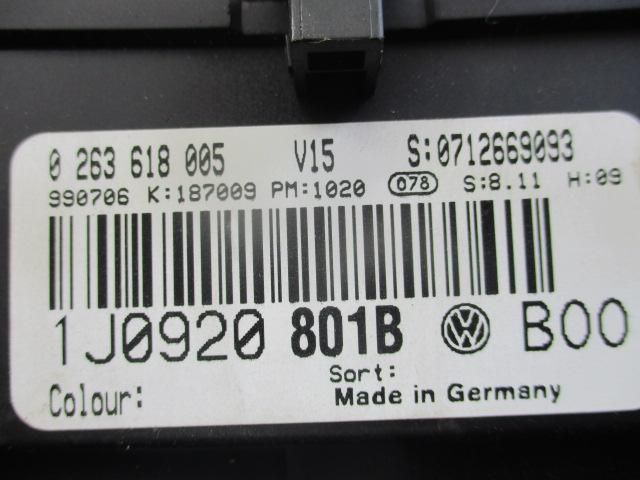 0 263 618 005 V15 S:0712669093
990706 K:187009 PM:1020 078 S:8.11 H:09
1J0920 801B VW B00
Sort:
Colour: Made in Germany